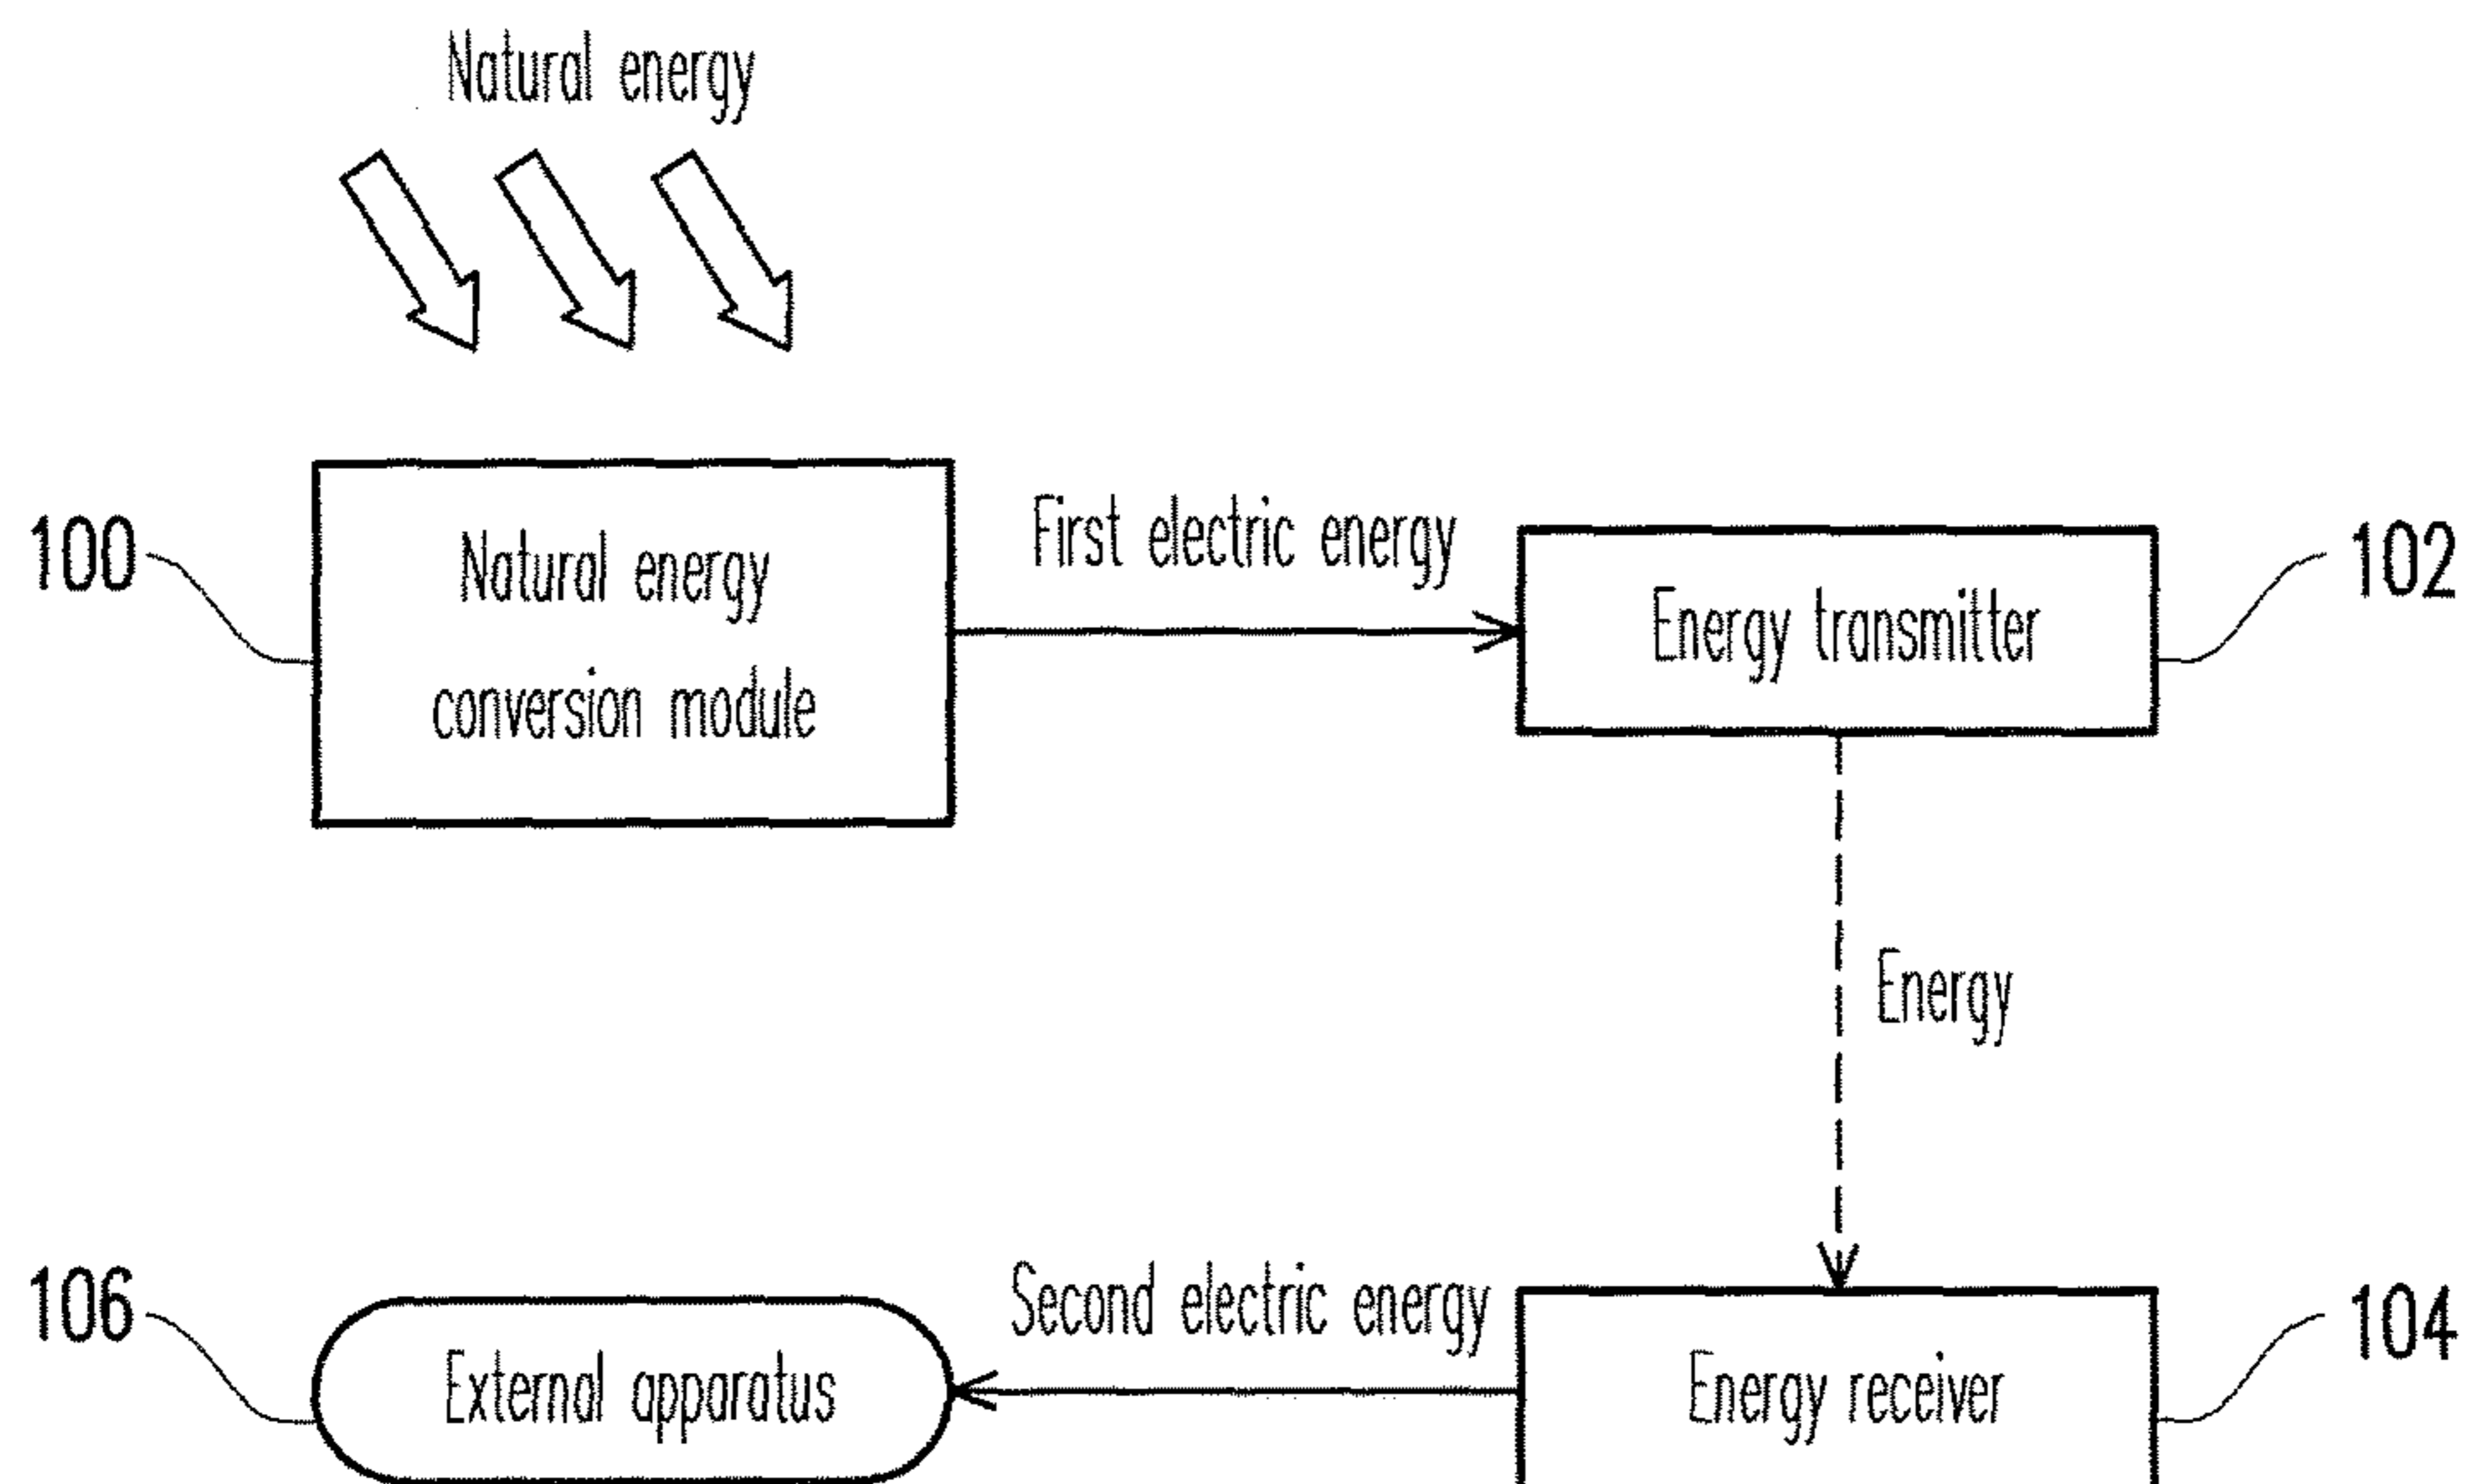 Natural energy
100
Natural energy
conversion module
First electric energy
Energy transmitter
102
Energy
106
External apparatus
Second electric energy
Energy receiver
104